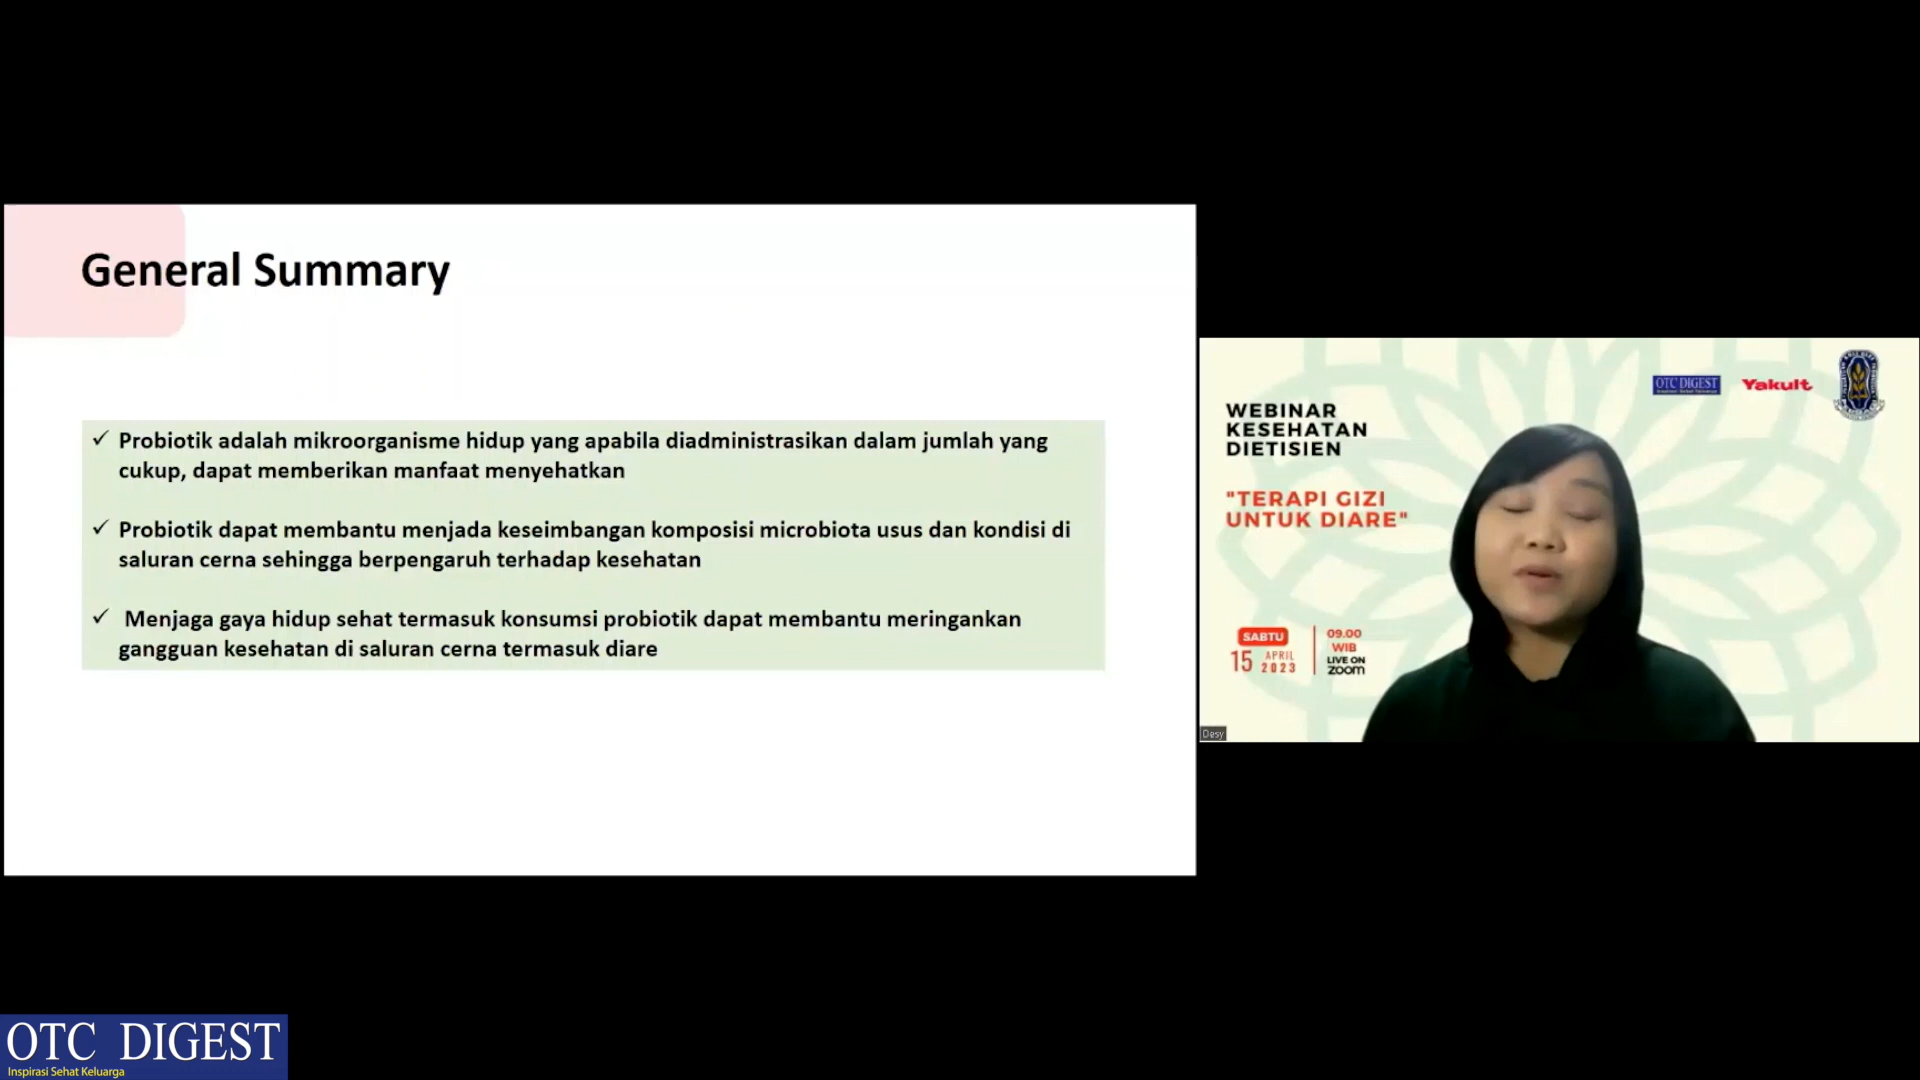 General Summary
✓ Probiotik adalah mikroorganisme hidup yang apabila diadministrasikan dalam jumlah yang
cukup, dapat memberikan manfaat menyehatkan
✓ Probiotik dapat membantu menjada keseimbangan komposisi microbiota usus dan kondisi di
saluran cerna sehingga berpengaruh terhadap kesehatan
✓ Menjaga gaya hidup sehat termasuk konsumsi probiotik dapat membantu meringankan
gangguan kesehatan di saluran cerna termasuk diare
OTC DIGEST
Inspirasi Sehat Keluarga
Yakult
WEBINAR
KESEHATAN
DIETISIEN
"TERAPI GIZI
UNTUK DIARE"
SABTU
15 APRIL
2023
09.00
WIB
LIVE ON
zoom
Desy
OTC DIGEST
Inspirasi Sehat Keluarga